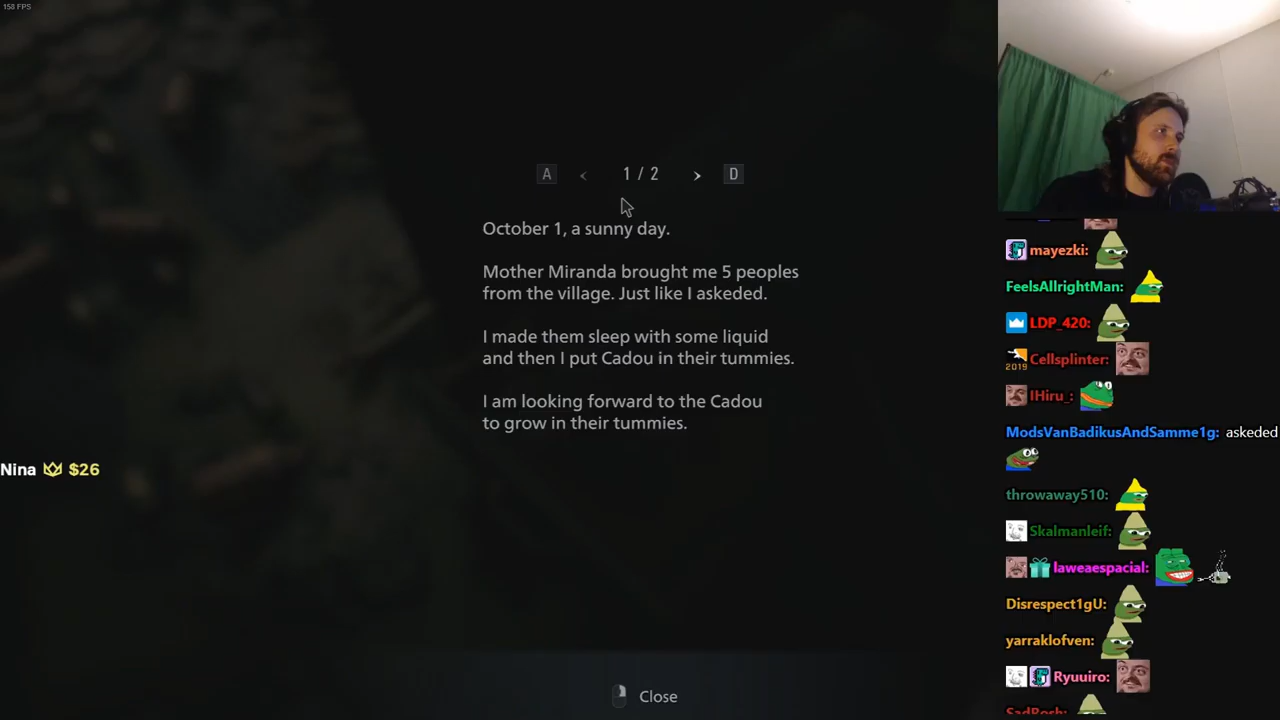 158 FPS
A < 1 / 2 > D
October 1, a sunny day.
Mother Miranda brought me 5 peoples
from the village. Just like I askeded.
I made them sleep with some liquid
and then I put Cadou in their tummies.
I am looking forward to the Cadou
to grow in their tummies.
Close
Nina $26
mayezki:
FeelsAllrightMan:
LDP_420:
2019 Cellsplinter:
IHiru_:
ModsVanBadikusAndSamme1g: askeded
throwaway510:
Skalmanleif:
laweaespacial:
Disrespect1gU:
yarraklofven:
Ryuuiro: